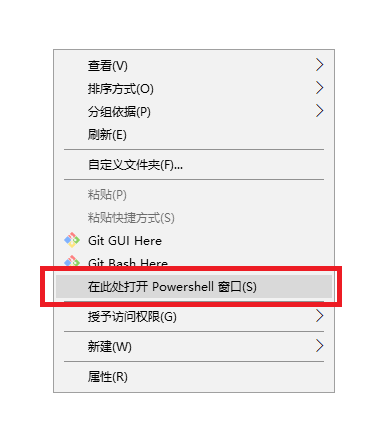 查看(V)
排序方式(O)
分组依据(P)
刷新(E)
自定义文件夹(F)...
粘贴(P)
粘贴快捷方式(S)
Git GUI Here
Git Bash Here
在此处打开 Powershell 窗口(S)
授予访问权限(G)
新建(W)
属性(R)